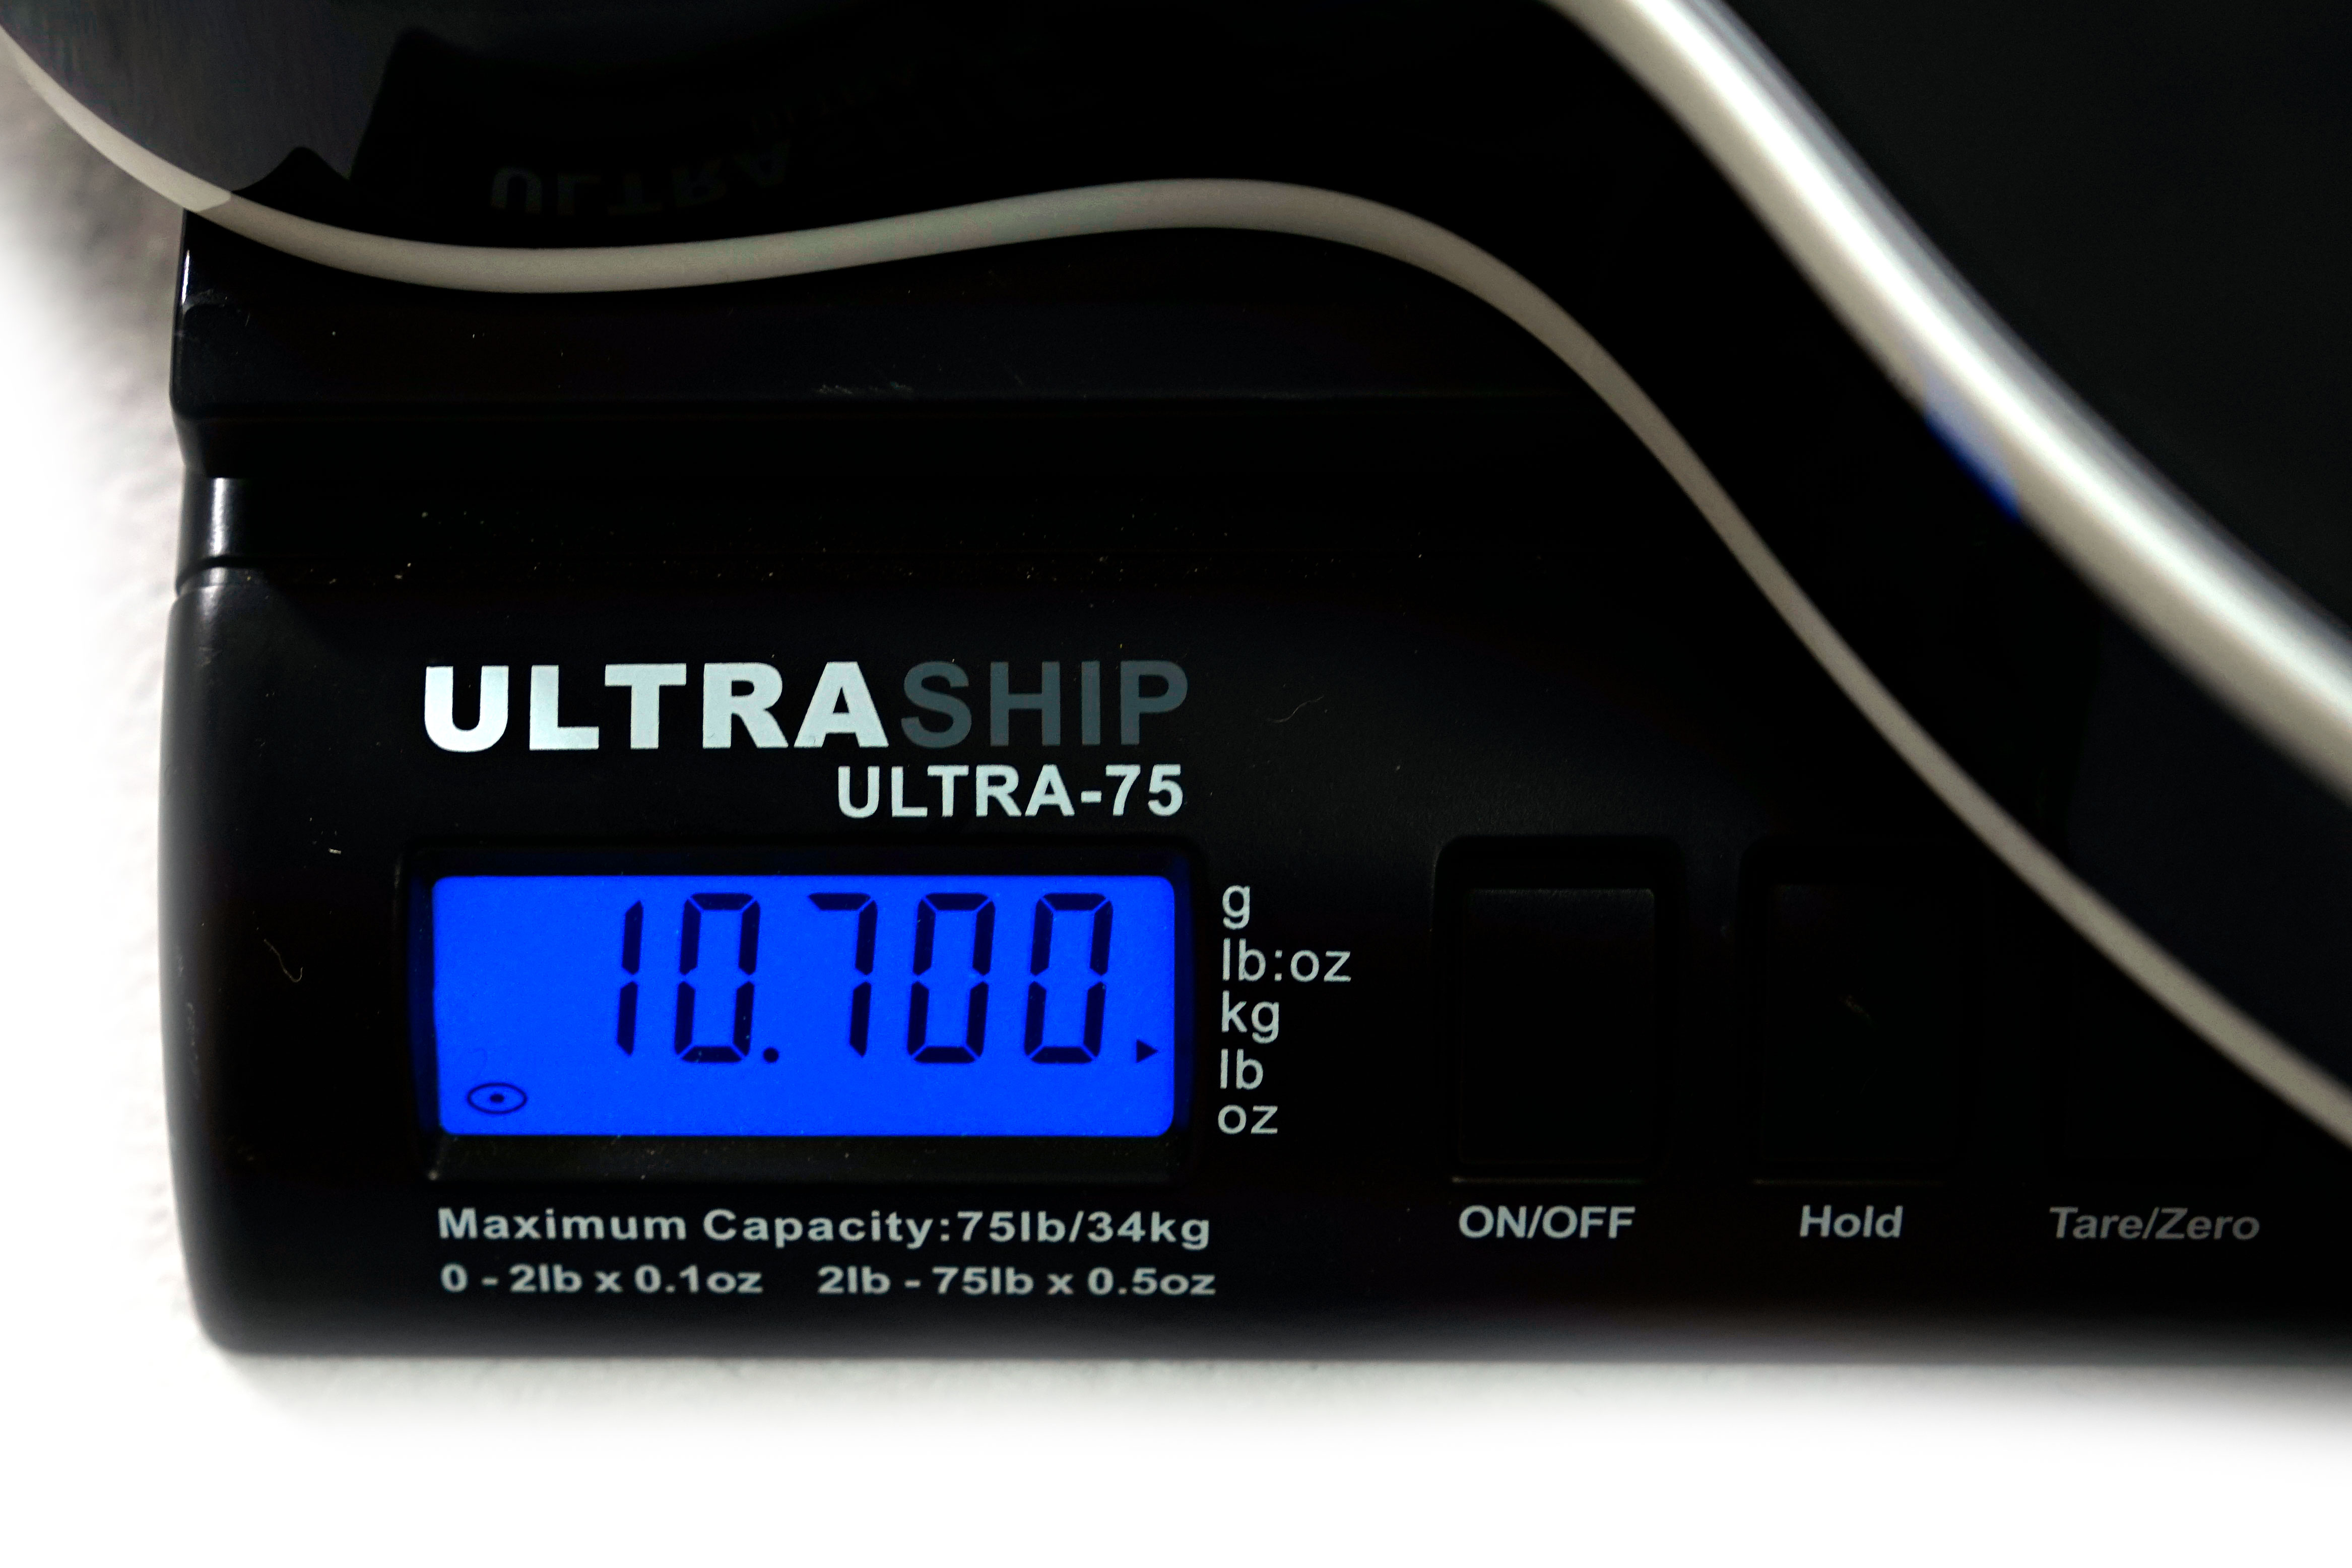 ULTRASHIP
ULTRA-75
10.700
g
lb:oz
kg
lb
oz
Maximum Capacity:75lb/34kg
0 - 2lb x 0.1oz 2lb - 75lb x 0.5oz
ON/OFF
Hold
Tare/Zero